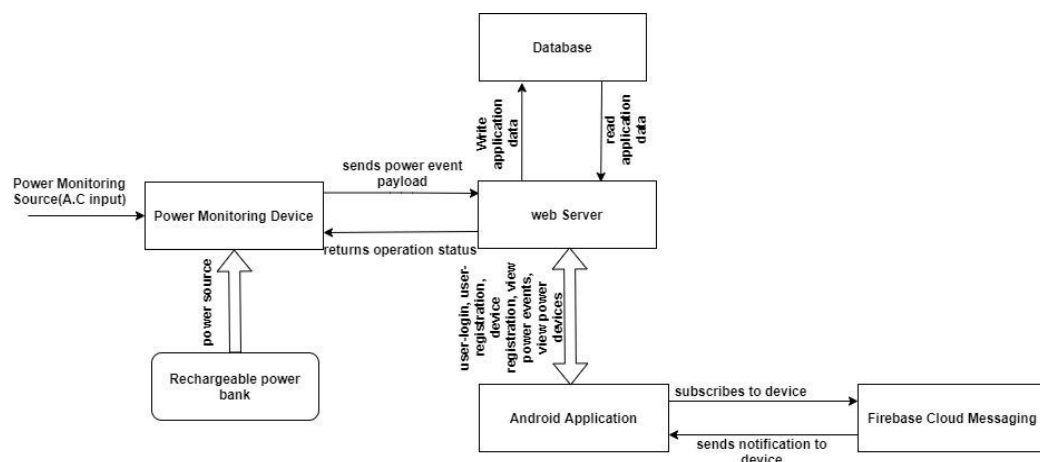 Database
Write
application
data
read
application
data
sends power event
payload
Power Monitoring
Source(A.C input)
Power Monitoring Device
web Server
returns operation status
power source
user-login, user-
registration,
device
registration, view
power events,
view power
devices
Rechargeable power
bank
Android Application
subscribes to device
Firebase Cloud Messaging
sends notification to
device